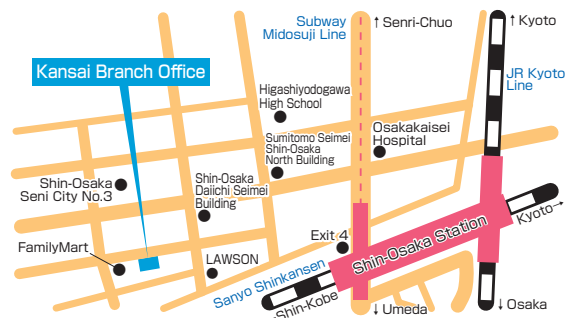 Subway
Midosuji Line
↑ Senri-Chuo
↑ Kyoto
Kansai Branch Office
JR Kyoto
Line
Higashiyodogawa
High School
Sumitomo Seimei
Shin-Osaka
North Building
Osakakaisei
Hospital
Shin-Osaka
Seni City No.3
Shin-Osaka
Daiichi Seimei
Building
Kyoto→
Exit 4
Shin-Osaka Station
FamilyMart
LAWSON
Sanyo Shinkansen
←Shin-Kobe
↓ Umeda
↓ Osaka